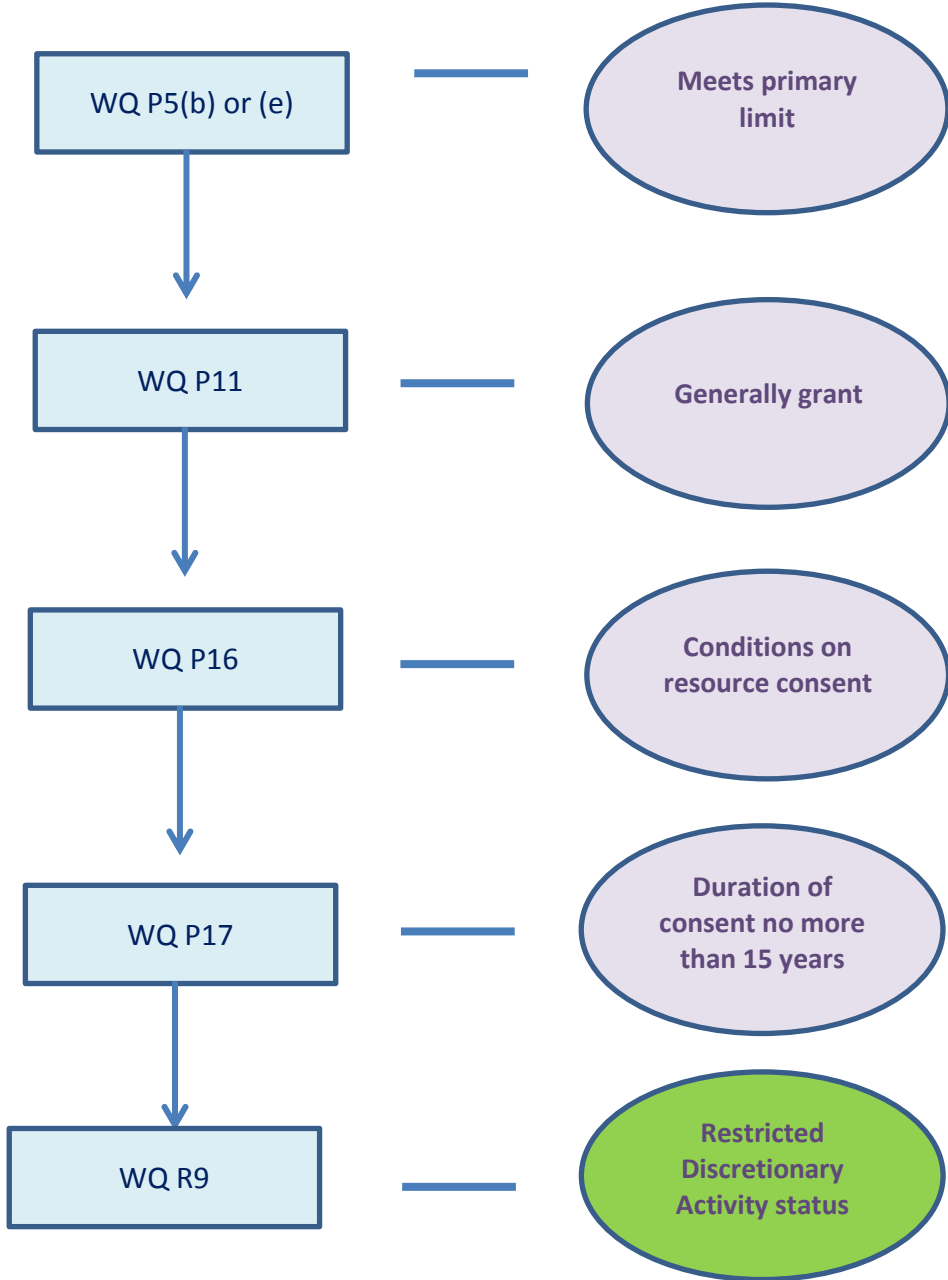 WQ P5(b) or (e)
Meets primary
limit
WQ P11
Generally grant
WQ P16
Conditions on
resource consent
WQ P17
Duration of
consent no more
than 15 years
WQ R9
Restricted
Discretionary
Activity status